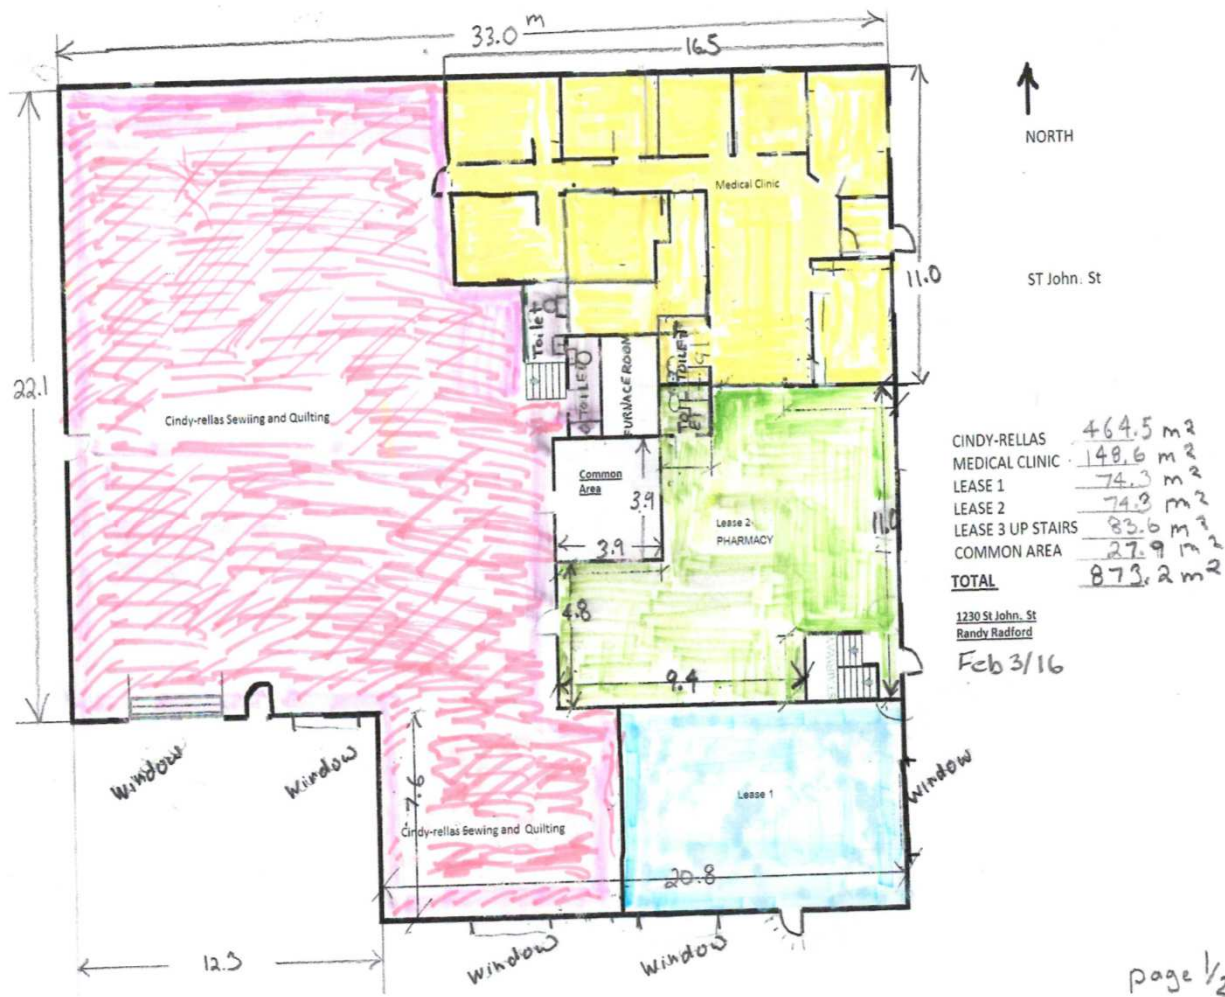 33.0 m
16.5
NORTH
Medical Clinic
11.0
ST John. St
Toilet
TOILET
FURNACE ROOM
TOILET
TOIL
ET
22.1
Cindy-rellas Sewiing and Quilting
Common
Area
3.9
3.9
Lease 2
PHARMACY
11.0
4.8
9.4
CINDY-RELLAS 464.5 m2
MEDICAL CLINIC 148.6 m2
LEASE 1 74.3 m2
LEASE 2 74.3 m2
LEASE 3 UP STAIRS 83.6 m2
COMMON AREA 27.9 m2
TOTAL 873.2 m2
1230 St John. St
Randy Radford
Feb 3/16
Window
Window
Window
7.6
Cindy-rellas Sewing and Quilting
Lease 1
20.8
12.3
Window
Window
page 1/2